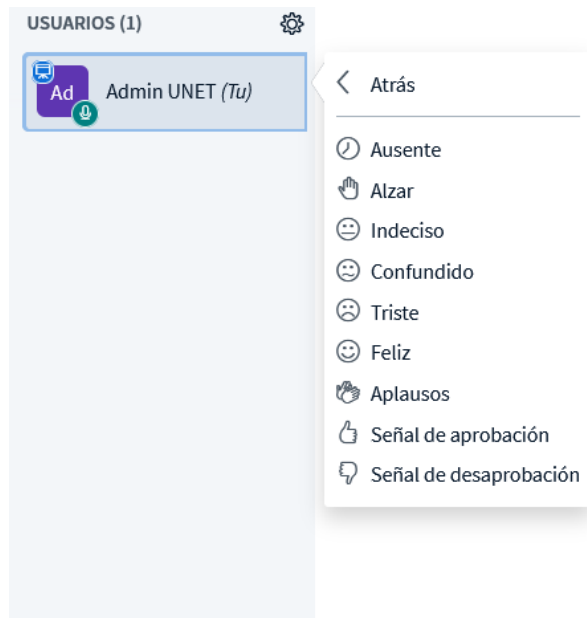 USUARIOS (1)
Ad
Admin UNET (Tu)
Atrás
Ausente
Alzar
Indeciso
Confundido
Triste
Feliz
Aplausos
Señal de aprobación
Señal de desaprobación